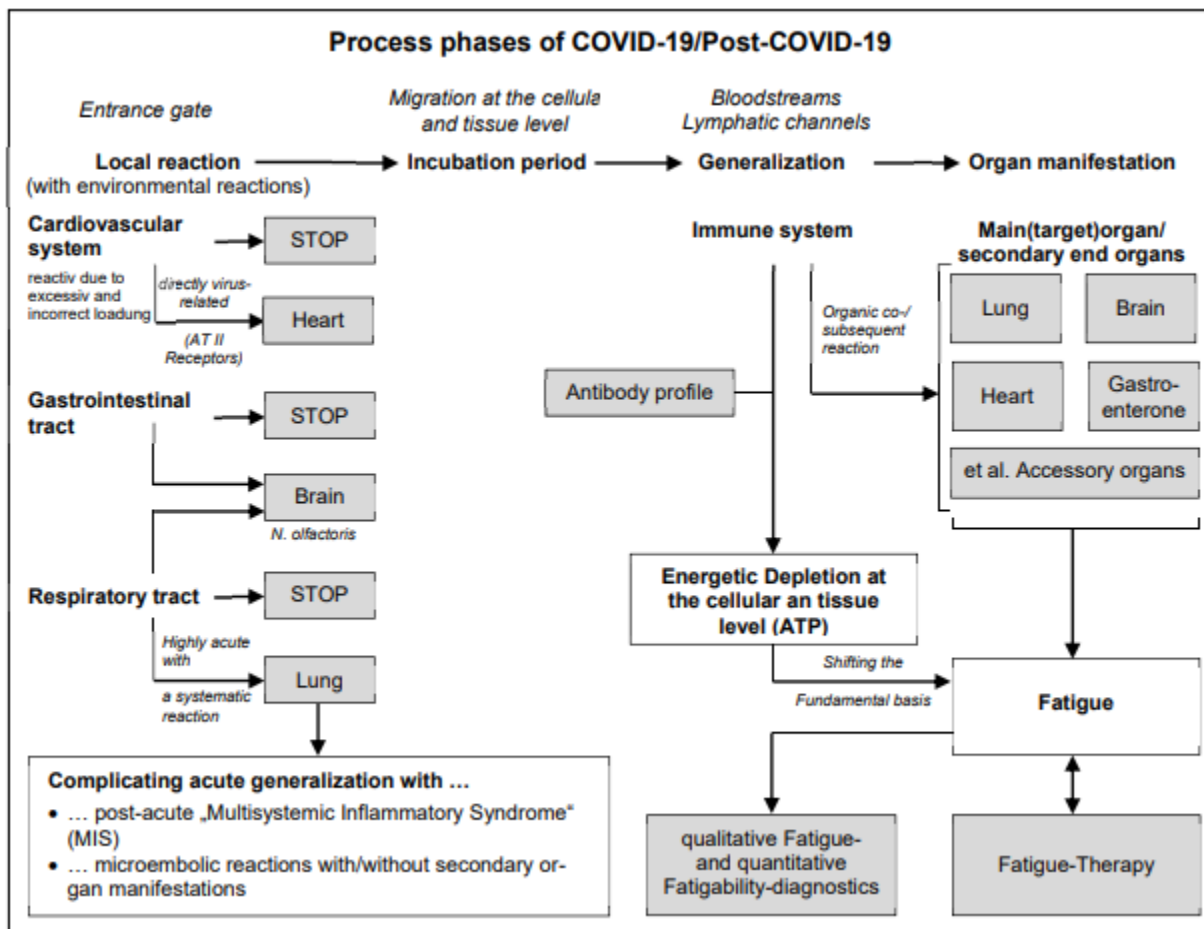 Process phases of COVID-19/Post-COVID-19
Entrance gate
Migration at the cellula
and tissue level
Bloodstreams
Lymphatic channels
Local reaction
(with environmental reactions)
Incubation period
Generalization
Organ manifestation
Cardiovascular
system
reactiv due to
excessiv and
incorrect loadung
STOP
directly virus-
related
(AT II
Receptors)
Heart
Gastrointestinal
tract
STOP
Brain
N. olfactoris
Respiratory tract
STOP
Highly acute
with
a systematic
reaction
Lung
Complicating acute generalization with …
• … post-acute „Multisystemic Inflammatory Syndrome“
(MIS)
• … microembolic reactions with/without secondary or-
gan manifestations
Immune system
Organic co-/
subsequent
reaction
Antibody profile
Main(target)organ/
secondary end organs
Lung
Brain
Heart
Gastro-
enterone
et al. Accessory organs
Energetic Depletion at
the cellular an tissue
level (ATP)
Shifting the
Fundamental basis
Fatigue
qualitative Fatigue-
and quantitative
Fatigability-diagnostics
Fatigue-Therapy